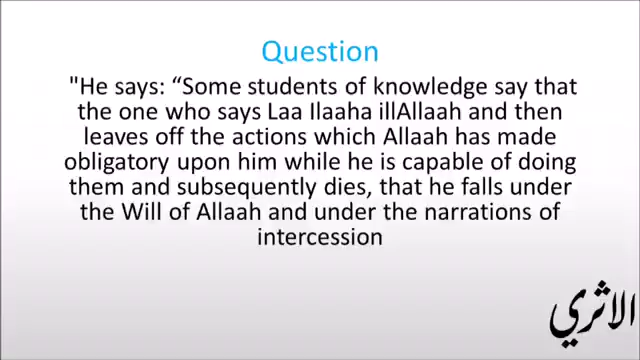 Question
"He says: “Some students of knowledge say that
the one who says Laa Ilaaha illAllaah and then
leaves off the actions which Allaah has made
obligatory upon him while he is capable of doing
them and subsequently dies, that he falls under
the Will of Allaah and under the narrations of
intercession
الاثري